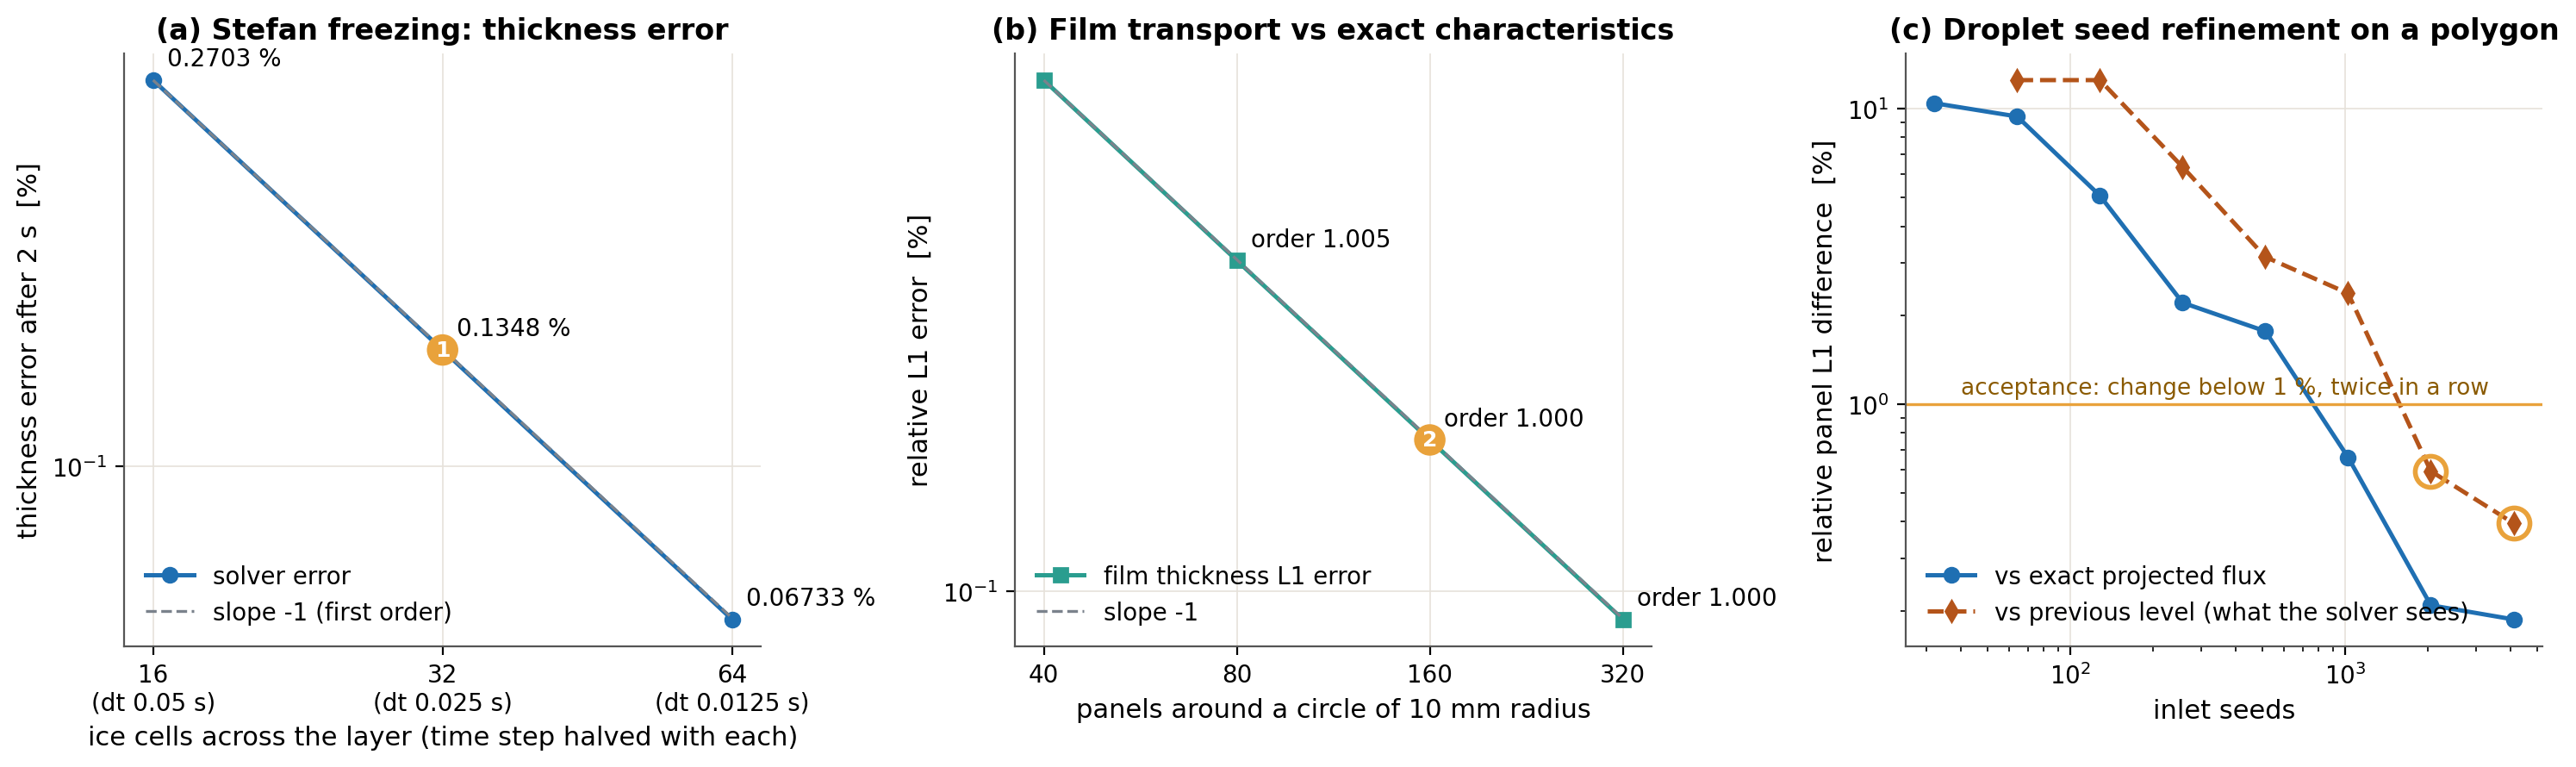 (a) Stefan freezing: thickness error
0.2703 %
0.1348 %
0.06733 %
1
thickness error after 2 s [%]
10⁻¹
solver error
slope -1 (first order)
16
(dt 0.05 s)
32
(dt 0.025 s)
64
(dt 0.0125 s)
ice cells across the layer (time step halved with each)
(b) Film transport vs exact characteristics
order 1.005
order 1.000
2
order 1.000
relative L1 error [%]
10⁻¹
film thickness L1 error
slope -1
40
80
160
320
panels around a circle of 10 mm radius
(c) Droplet seed refinement on a polygon
relative panel L1 difference [%]
10¹
10⁰
acceptance: change below 1 %, twice in a row
vs exact projected flux
vs previous level (what the solver sees)
10²
10³
inlet seeds